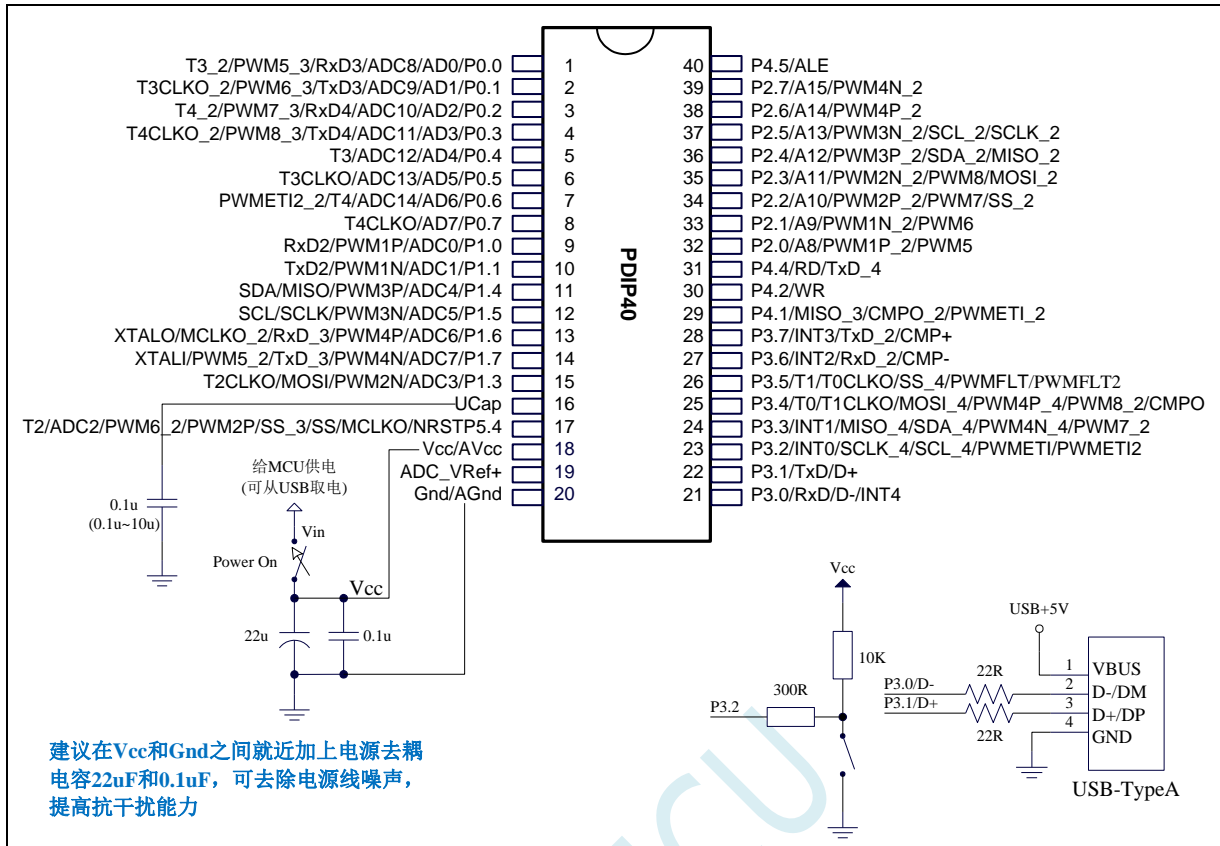 T3_2/PWM5_3/RxD3/ADC8/AD0/P0.0 1 40 P4.5/ALE
T3CLKO_2/PWM6_3/TxD3/ADC9/AD1/P0.1 2 39 P2.7/A15/PWM4N_2
T4_2/PWM7_3/RxD4/ADC10/AD2/P0.2 3 38 P2.6/A14/PWM4P_2
T4CLKO_2/PWM8_3/TxD4/ADC11/AD3/P0.3 4 37 P2.5/A13/PWM3N_2/SCL_2/SCLK_2
T3/ADC12/AD4/P0.4 5 36 P2.4/A12/PWM3P_2/SDA_2/MISO_2
T3CLKO/ADC13/AD5/P0.5 6 35 P2.3/A11/PWM2N_2/PWM8/MOSI_2
PWMETI2_2/T4/ADC14/AD6/P0.6 7 34 P2.2/A10/PWM2P_2/PWM7/SS_2
T4CLKO/AD7/P0.7 8 33 P2.1/A9/PWM1N_2/PWM6
RxD2/PWM1P/ADC0/P1.0 9 32 P2.0/A8/PWM1P_2/PWM5
TxD2/PWM1N/ADC1/P1.1 10 31 P4.4/RD/TxD_4
SDA/MISO/PWM3P/ADC4/P1.4 11 30 P4.2/WR
SCL/SCLK/PWM3N/ADC5/P1.5 12 29 P4.1/MISO_3/CMPO_2/PWMETI_2
XTALO/MCLKO_2/RxD_3/PWM4P/ADC6/P1.6 13 28 P3.7/INT3/TxD_2/CMP+
XTALI/PWM5_2/TxD_3/PWM4N/ADC7/P1.7 14 27 P3.6/INT2/RxD_2/CMP-
T2CLKO/MOSI/PWM2N/ADC3/P1.3 15 26 P3.5/T1/T0CLKO/SS_4/PWMFLT/PWMFLT2
UCap 16 25 P3.4/T0/T1CLKO/MOSI_4/PWM4P_4/PWM8_2/CMPO
T2/ADC2/PWM6_2/PWM2P/SS_3/SS/MCLKO/NRSTP5.4 17 24 P3.3/INT1/MISO_4/SDA_4/PWM4N_4/PWM7_2
Vcc/AVcc 18 23 P3.2/INT0/SCLK_4/SCL_4/PWMETI/PWMETI2
ADC_VRef+ 19 22 P3.1/TxD/D+
Gnd/AGnd 20 21 P3.0/RxD/D-/INT4
PDIP40
给MCU供电
(可从USB取电)
0.1u
(0.1u~10u)
Vin
Power On
Vcc
22u
0.1u
Vcc
10K
300R
P3.2
USB+5V
P3.0/D-
P3.1/D+
22R
22R
1 VBUS
2 D-/DM
3 D+/DP
4 GND
USB-TypeA
建议在Vcc和Gnd之间就近加上电源去耦
电容22uF和0.1uF，可去除电源线噪声，
提高抗干扰能力